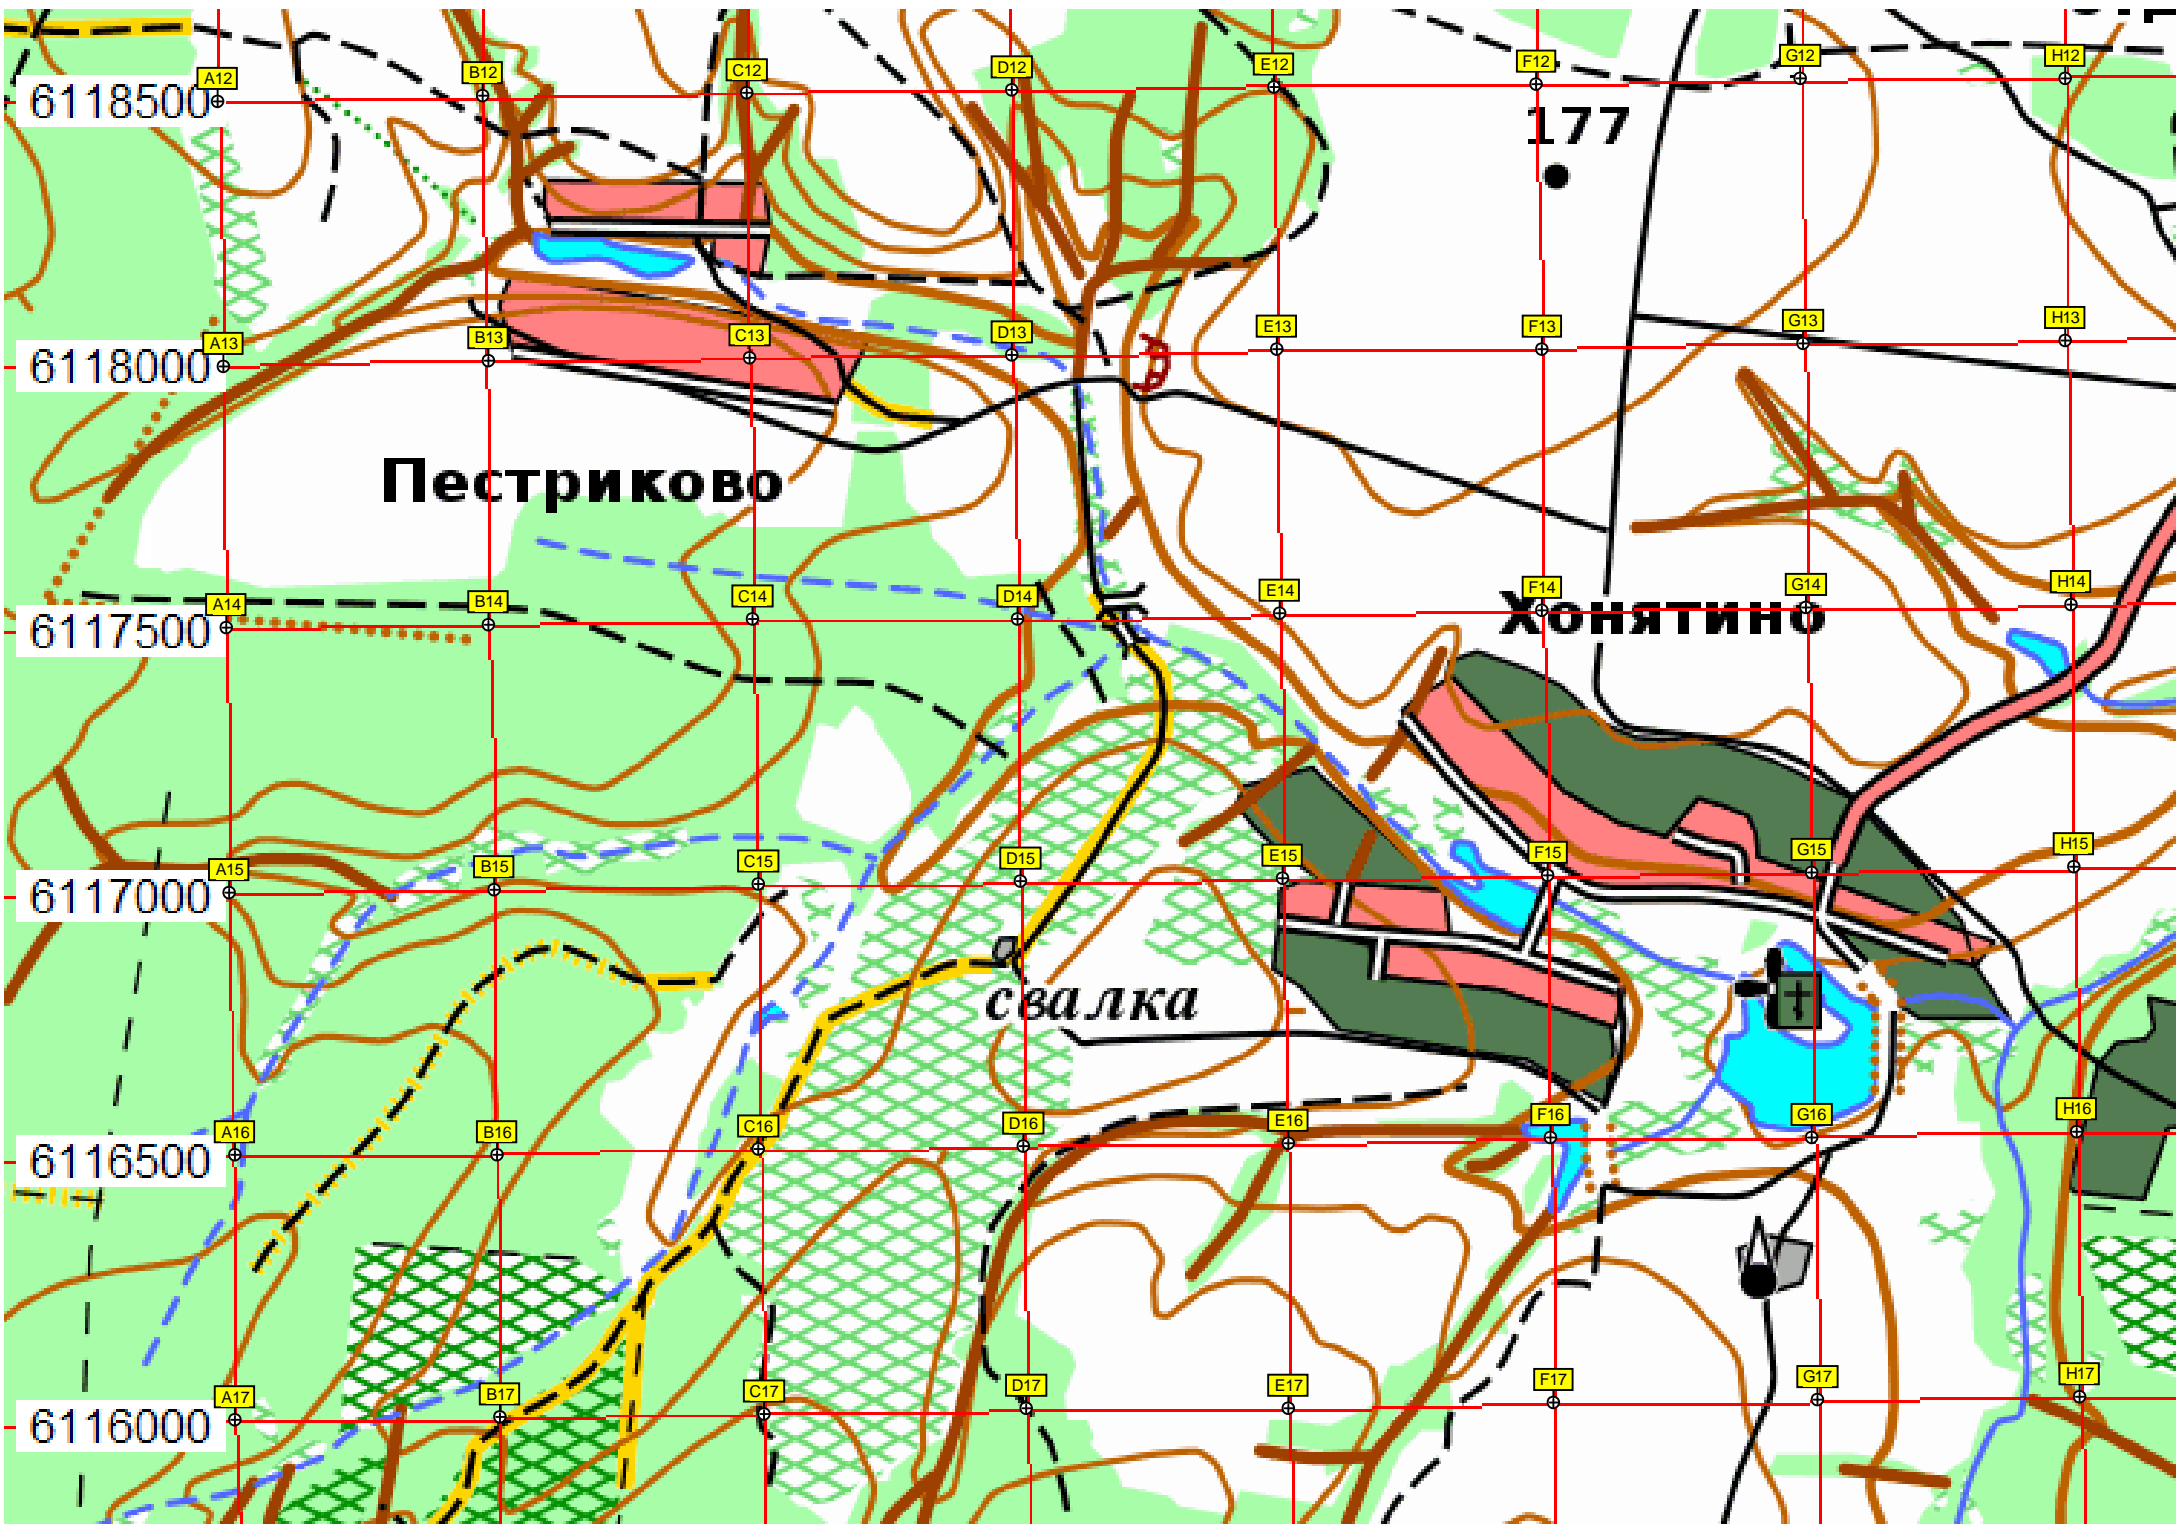 A12 B12 C12 D12 E12 F12 G12 H12
6118500
177
A13 B13 C13 D13 E13 F13 G13 H13
6118000
Пестриково
A14 B14 C14 D14 E14 F14 G14 H14
6117500
Хонятино
A15 B15 C15 D15 E15 F15 G15 H15
6117000
свалка
A16 B16 C16 D16 E16 F16 G16 H16
6116500
A17 B17 C17 D17 E17 F17 G17 H17
6116000